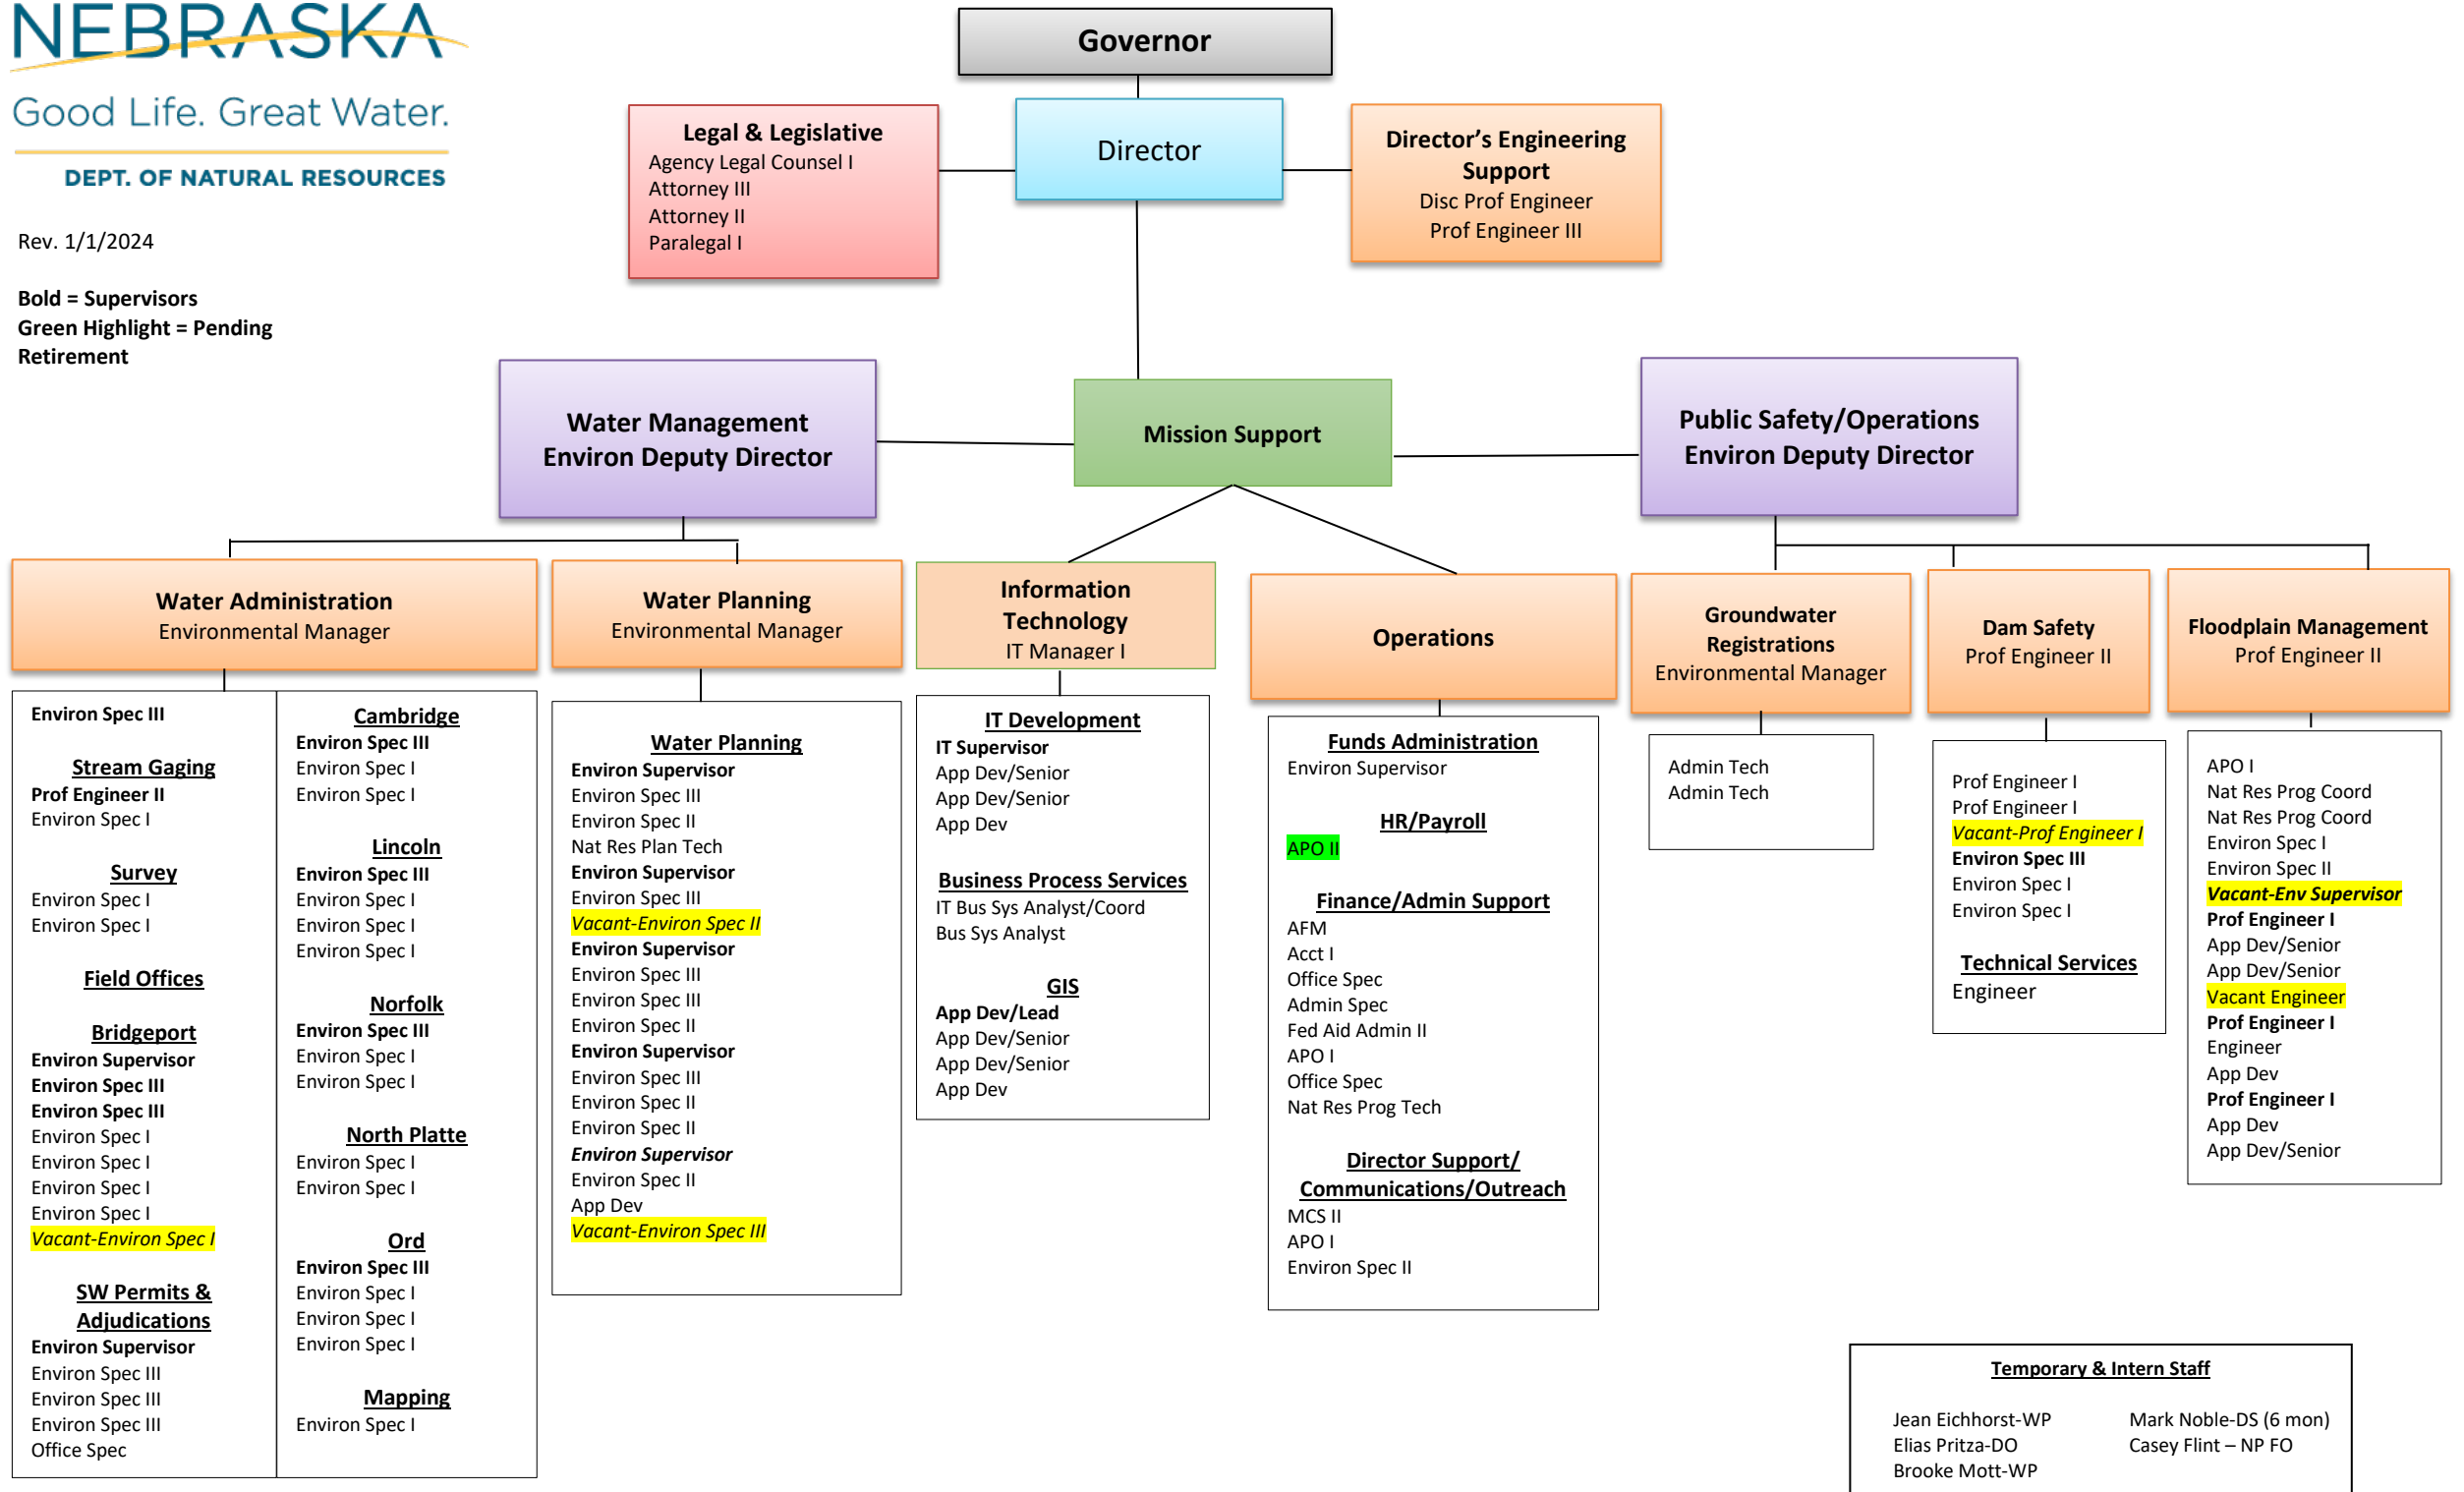 NEBRASKA
Good Life. Great Water.
DEPT. OF NATURAL RESOURCES
Rev. 1/1/2024
Bold = Supervisors
Green Highlight = Pending
Retirement
Governor
Legal & Legislative
Agency Legal Counsel I
Attorney III
Attorney II
Paralegal I
Director
Director's Engineering
Support
Disc Prof Engineer
Prof Engineer III
Water Management
Environ Deputy Director
Mission Support
Public Safety/Operations
Environ Deputy Director
Water Administration
Environmental Manager
Water Planning
Environmental Manager
Information
Technology
IT Manager I
Operations
Groundwater
Registrations
Environmental Manager
Dam Safety
Prof Engineer II
Floodplain Management
Prof Engineer II
Environ Spec III
Stream Gaging
Prof Engineer II
Environ Spec I
Survey
Environ Spec I
Environ Spec I
Field Offices
Bridgeport
Environ Supervisor
Environ Spec III
Environ Spec III
Environ Spec I
Environ Spec I
Environ Spec I
Environ Spec I
Vacant-Environ Spec I
SW Permits &
Adjudications
Environ Supervisor
Environ Spec III
Environ Spec III
Environ Spec III
Office Spec
Cambridge
Environ Spec III
Environ Spec I
Environ Spec I
Lincoln
Environ Spec III
Environ Spec I
Environ Spec I
Environ Spec I
Norfolk
Environ Spec III
Environ Spec I
Environ Spec I
North Platte
Environ Spec I
Environ Spec I
Ord
Environ Spec III
Environ Spec I
Environ Spec I
Environ Spec I
Mapping
Environ Spec I
Water Planning
Environ Supervisor
Environ Spec III
Environ Spec II
Nat Res Plan Tech
Environ Supervisor
Environ Spec III
Vacant-Environ Spec II
Environ Supervisor
Environ Spec III
Environ Spec III
Environ Spec II
Environ Supervisor
Environ Spec III
Environ Spec II
Environ Spec II
Environ Supervisor
Environ Spec II
App Dev
Vacant-Environ Spec III
IT Development
IT Supervisor
App Dev/Senior
App Dev/Senior
App Dev
Business Process Services
IT Bus Sys Analyst/Coord
Bus Sys Analyst
GIS
App Dev/Lead
App Dev/Senior
App Dev/Senior
App Dev
Funds Administration
Environ Supervisor
HR/Payroll
APO II
Finance/Admin Support
AFM
Acct I
Office Spec
Admin Spec
Fed Aid Admin II
APO I
Office Spec
Nat Res Prog Tech
Director Support/
Communications/Outreach
MCS II
APO I
Environ Spec II
Admin Tech
Admin Tech
Prof Engineer I
Prof Engineer I
Vacant-Prof Engineer I
Environ Spec III
Environ Spec I
Environ Spec I
Technical Services
Engineer
APO I
Nat Res Prog Coord
Nat Res Prog Coord
Environ Spec I
Environ Spec II
Vacant-Env Supervisor
Prof Engineer I
App Dev/Senior
App Dev/Senior
Vacant Engineer
Prof Engineer I
Engineer
App Dev
Prof Engineer I
App Dev
App Dev/Senior
Temporary & Intern Staff
Jean Eichhorst-WP
Elias Pritza-DO
Brooke Mott-WP
Mark Noble-DS (6 mon)
Casey Flint – NP FO